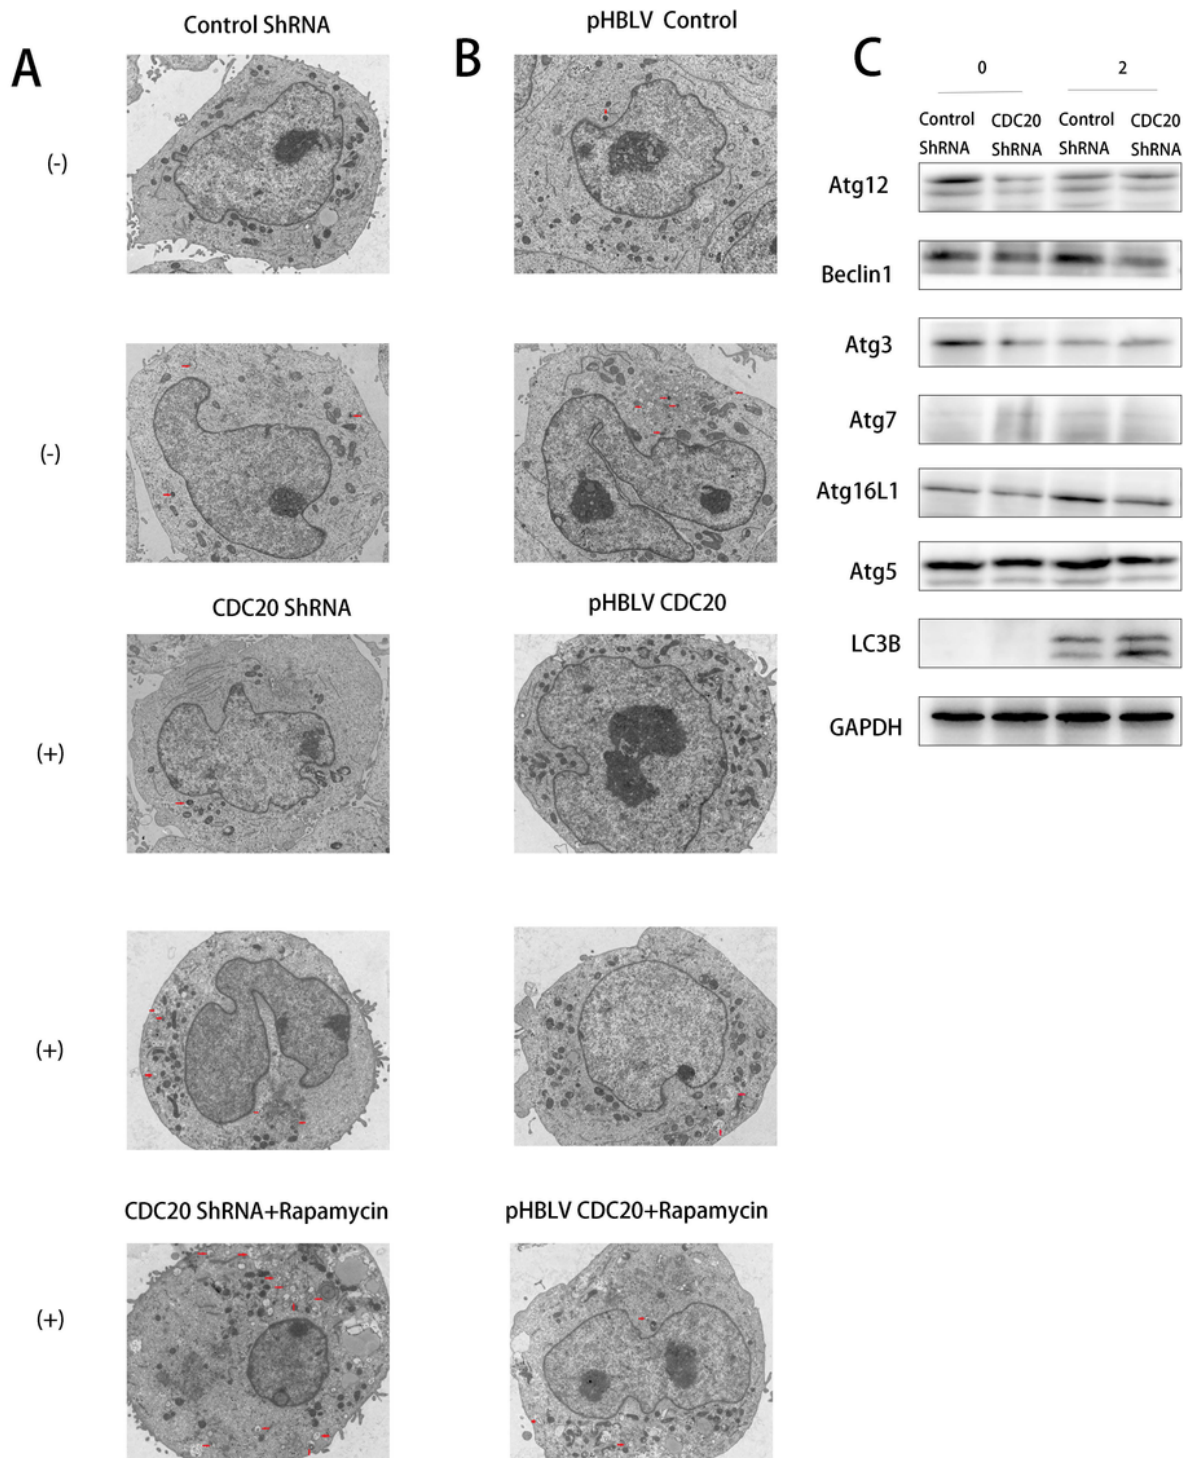 A
Control ShRNA
(-)
(-)
CDC20 ShRNA
(+)
(+)
CDC20 ShRNA+Rapamycin
(+)
B
pHBLV Control
pHBLV CDC20
pHBLV CDC20+Rapamycin
C
0 2
Control CDC20 Control CDC20
ShRNA ShRNA ShRNA ShRNA
Atg12
Beclin1
Atg3
Atg7
Atg16L1
Atg5
LC3B
GAPDH